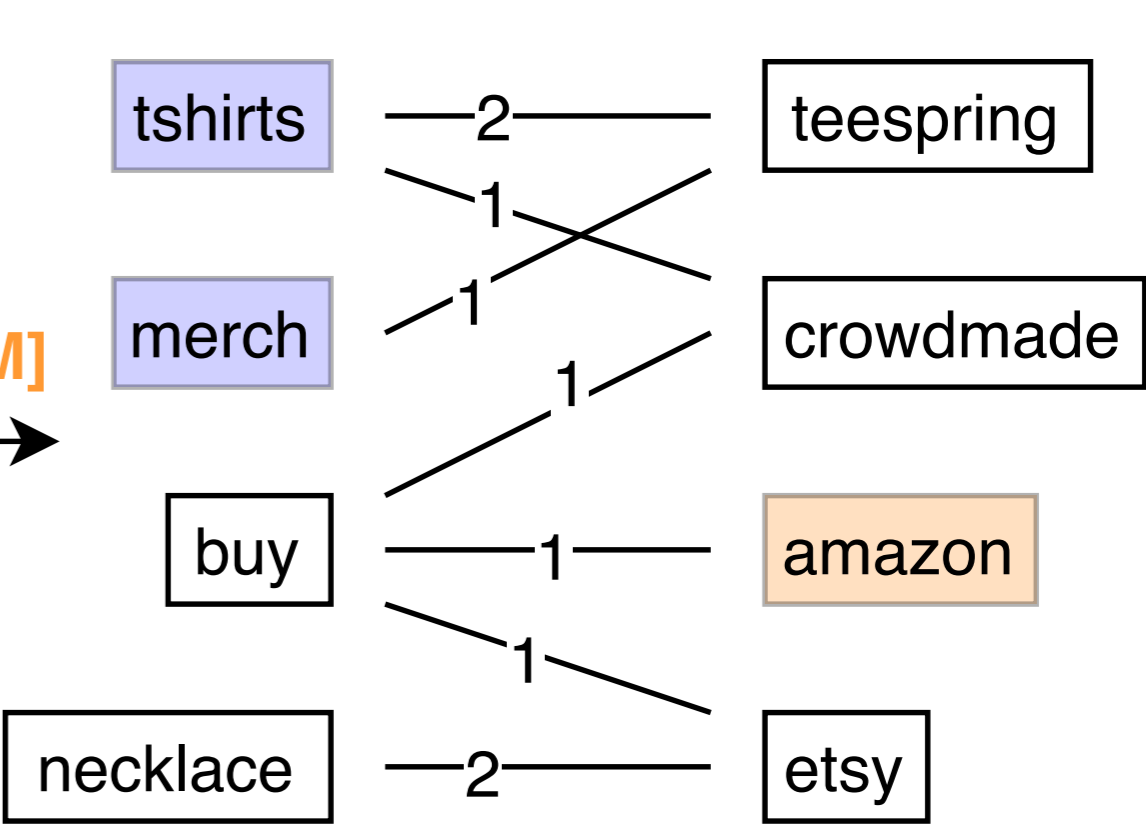 tshirts 2 teespring
1
1
merch crowdmade
M]
1
buy 1 amazon
1
necklace 2 etsy